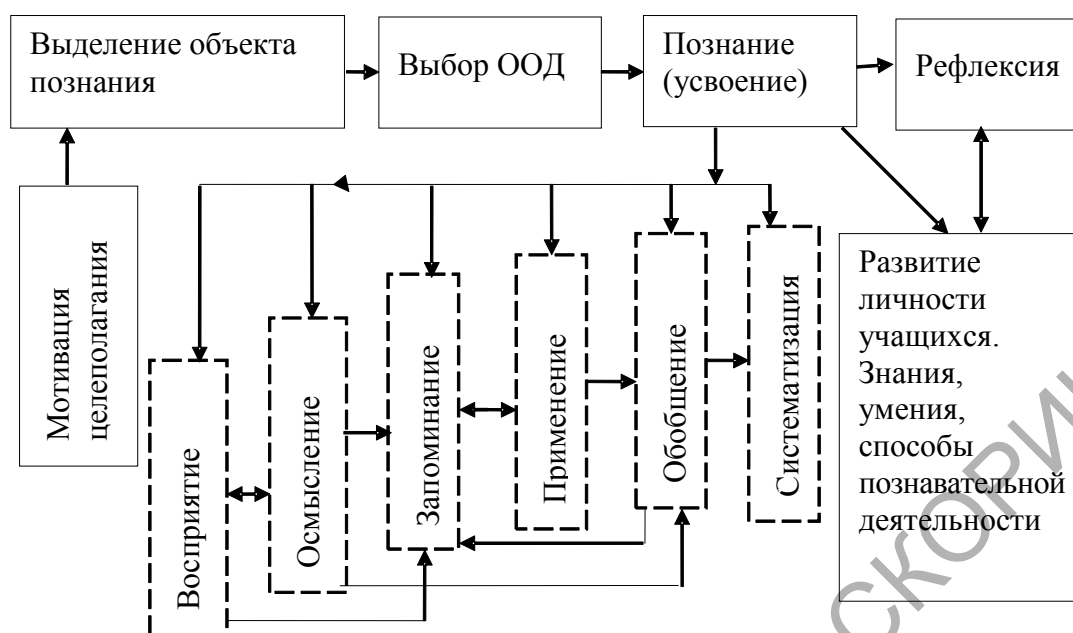 Выделение объекта
познания
Выбор ООД
Познание
(усвоение)
Рефлексия
Мотивация
целеполагания
Восприятие
Осмысление
Запоминание
Применение
Обобщение
Систематизация
Развитие
личности
учащихся.
Знания,
умения,
способы
познавательной
деятельности
СКОРИ